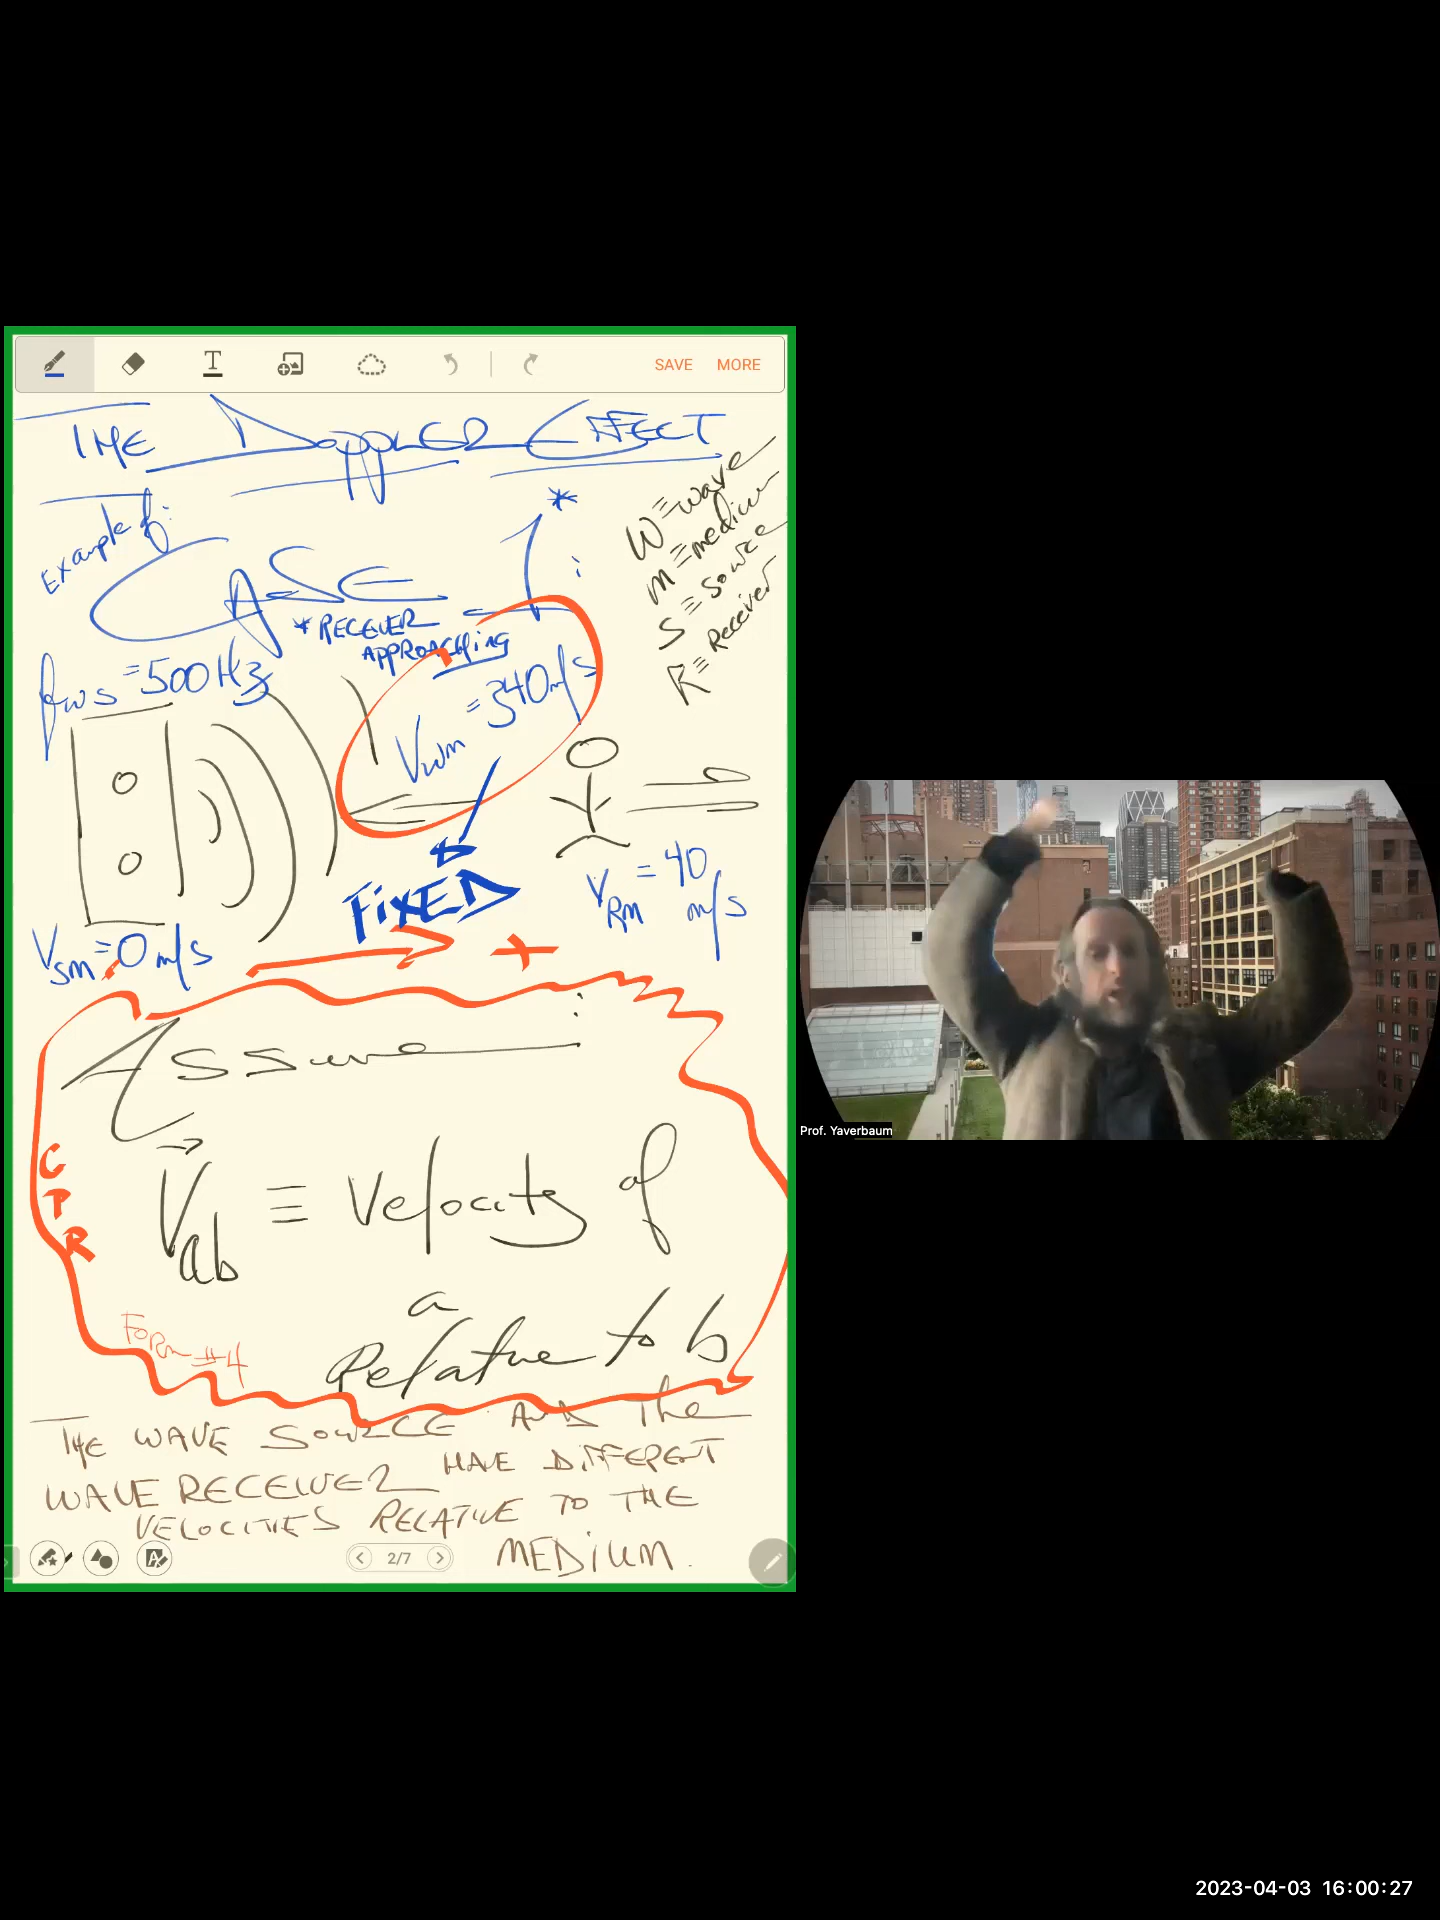 SAVE MORE
THE DOPPLER EFFECT
Example of:
CASE 1* :
* RECEIVER
APPROACHING
W ≡ wave
m ≡ medium
S ≡ source
R ≡ Receiver
fws = 500 Hz
Vwm = 340 m/s
FIXED
VRm = 40 m/s
Vsm = 0 m/s
+
Assume:
CTR
Vab ≡ Velocity of
a
Relative to b
Form #4
THE WAVE SOURCE AND The
WAVE RECEIVER HAVE DIFFERENT
VELOCITIES RELATIVE TO THE
MEDIUM.
2/7
Prof. Yaverbaum
2023-04-03 16:00:27